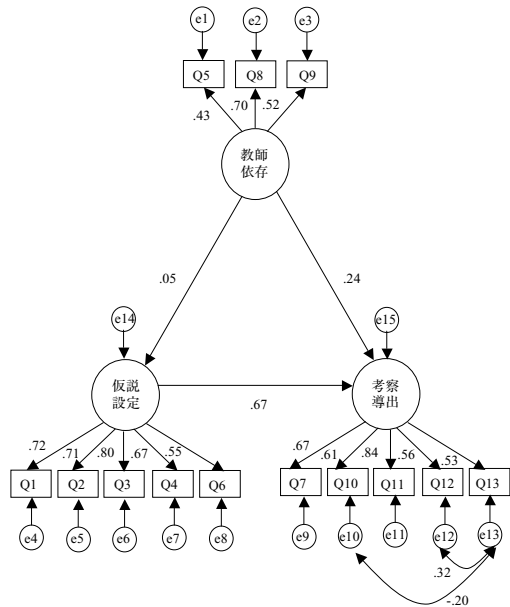 e1 e2 e3
Q5 Q8 Q9
.43 .70 .52
教師
依存
.05 .24
e14 e15
仮説
設定
.67
考察
導出
.72 .71 .80 .67 .55
.67 .61 .84 .56 .53
Q1 Q2 Q3 Q4 Q6
Q7 Q10 Q11 Q12 Q13
e4 e5 e6 e7 e8
e9 e10 e11 e12 e13
.32
-.20